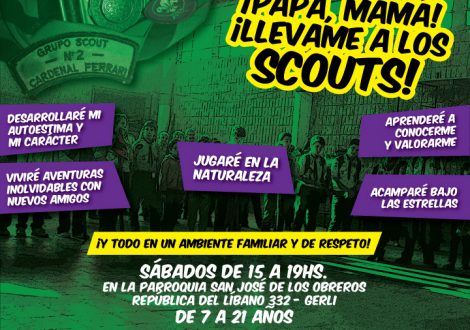 ¡PAPÁ, MAMÁ!
¡LLEVAME A LOS
SCOUTS!
GRUPO SCOUT
Nº2
CARDENAL FERRARI
DESARROLLARÉ MI
AUTOESTIMA Y
MI CARÁCTER
APRENDERÉ A
CONOCERME
Y VALORARME
JUGARÉ EN LA
NATURALEZA
VIVIRÉ AVENTURAS
INOLVIDABLES CON
NUEVOS AMIGOS
ACAMPARÉ BAJO
LAS ESTRELLAS
¡Y TODO EN UN AMBIENTE FAMILIAR Y DE RESPETO!
SÁBADOS DE 15 A 19HS.
EN LA PARROQUIA SAN JOSÉ DE LOS OBREROS
REPÚBLICA DEL LÍBANO 332 - GERLI
DE 7 A 21 AÑOS